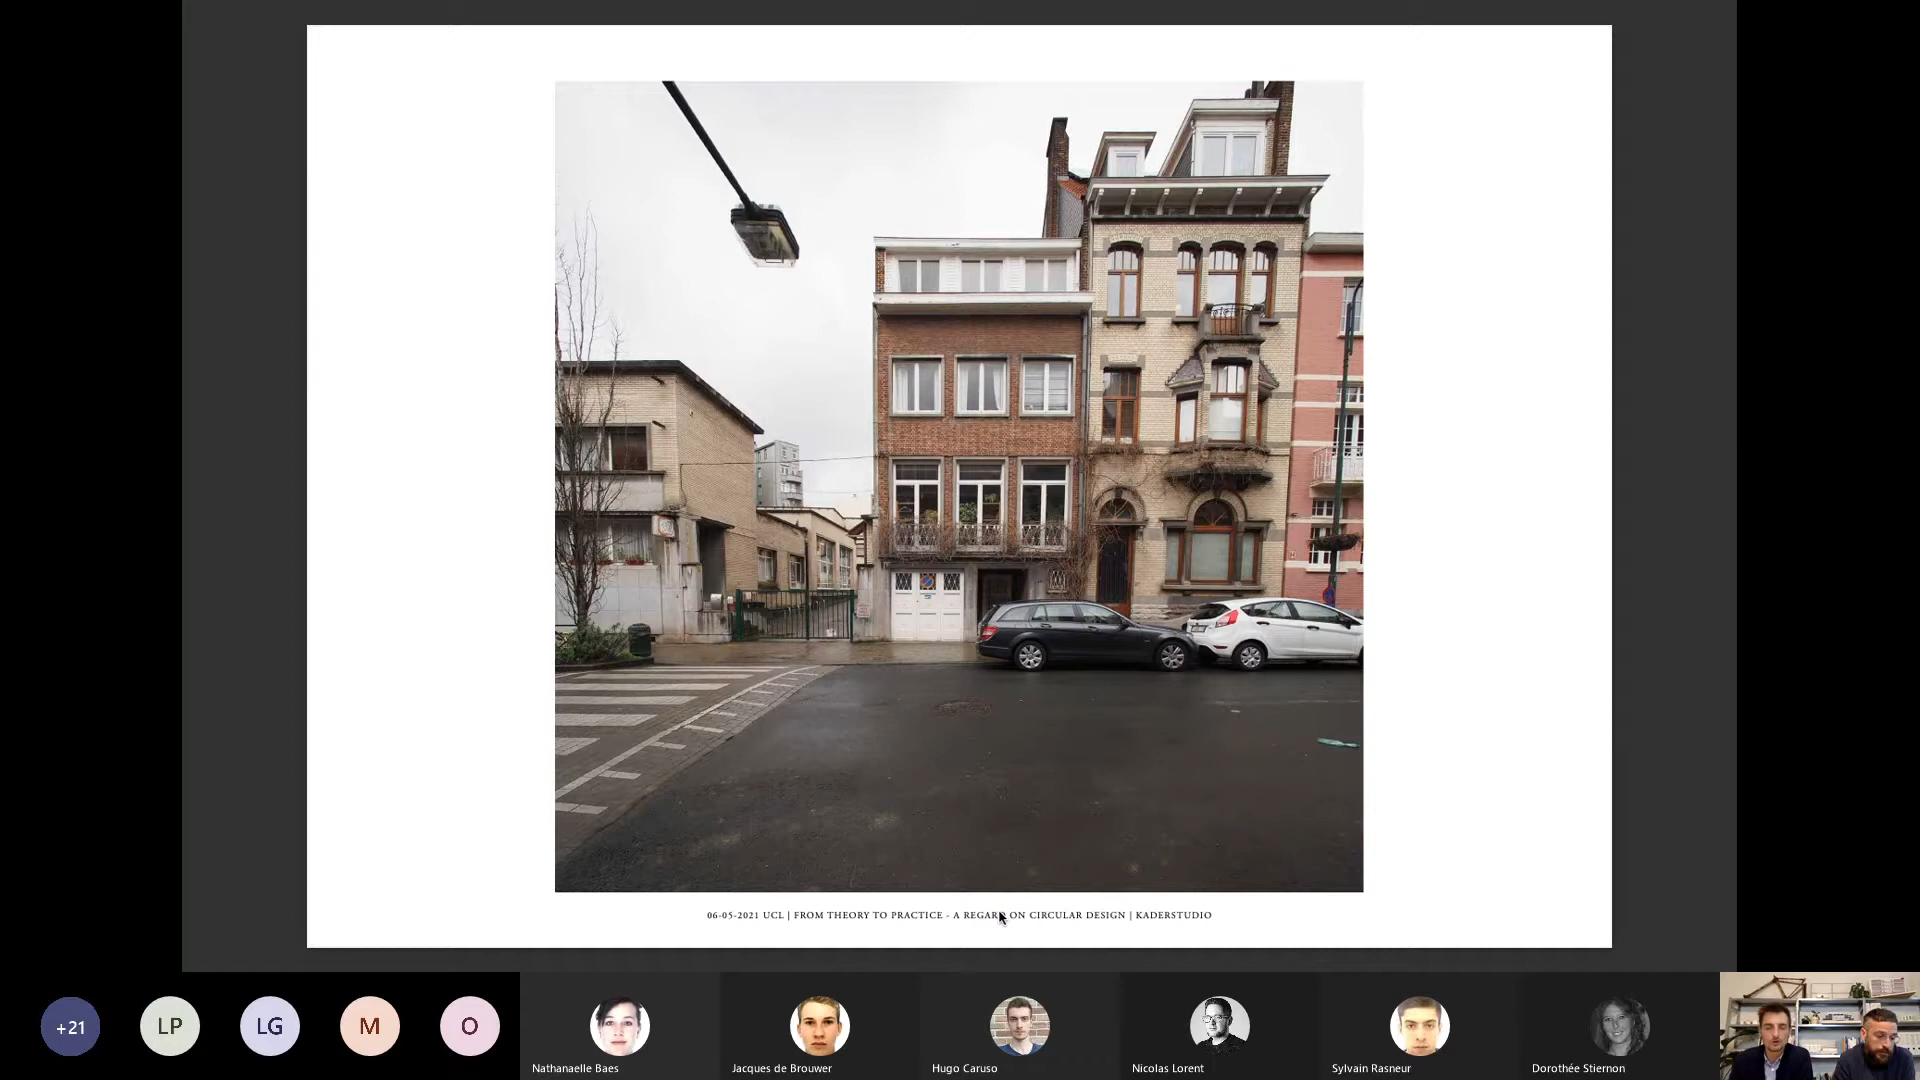 06-05-2021 UCL | FROM THEORY TO PRACTICE - A REGARD ON CIRCULAR DESIGN | KADERSTUDIO
+21
LP
LG
M
O
Nathanaelle Baes
Jacques de Brouwer
Hugo Caruso
Nicolas Lorent
Sylvain Rasneur
Dorothée Stiernon